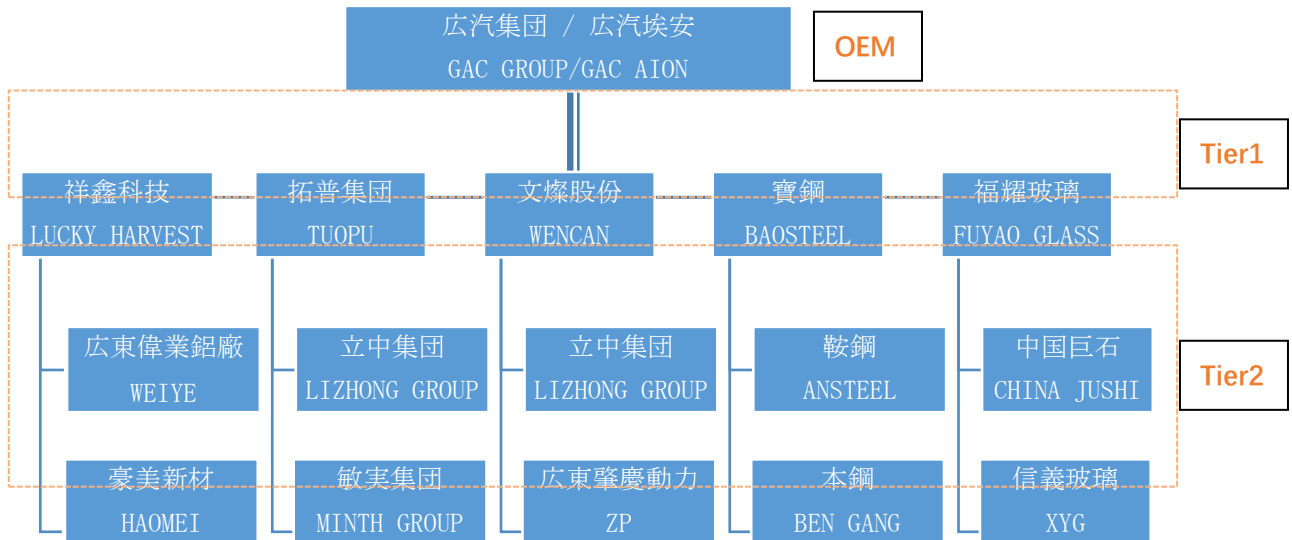 広汽集団 / 広汽埃安
GAC GROUP/GAC AION
OEM
Tier1
祥鑫科技
LUCKY HARVEST
拓普集団
TUOPU
文燦股份
WENCAN
寶鋼
BAOSTEEL
福耀玻璃
FUYAO GLASS
広東偉業鋁廠
WEIYE
立中集団
LIZHONG GROUP
立中集団
LIZHONG GROUP
鞍鋼
ANSTEEL
中国巨石
CHINA JUSHI
Tier2
豪美新材
HAOMEI
敏実集団
MINTH GROUP
広東肇慶動力
ZP
本鋼
BEN GANG
信義玻璃
XYG